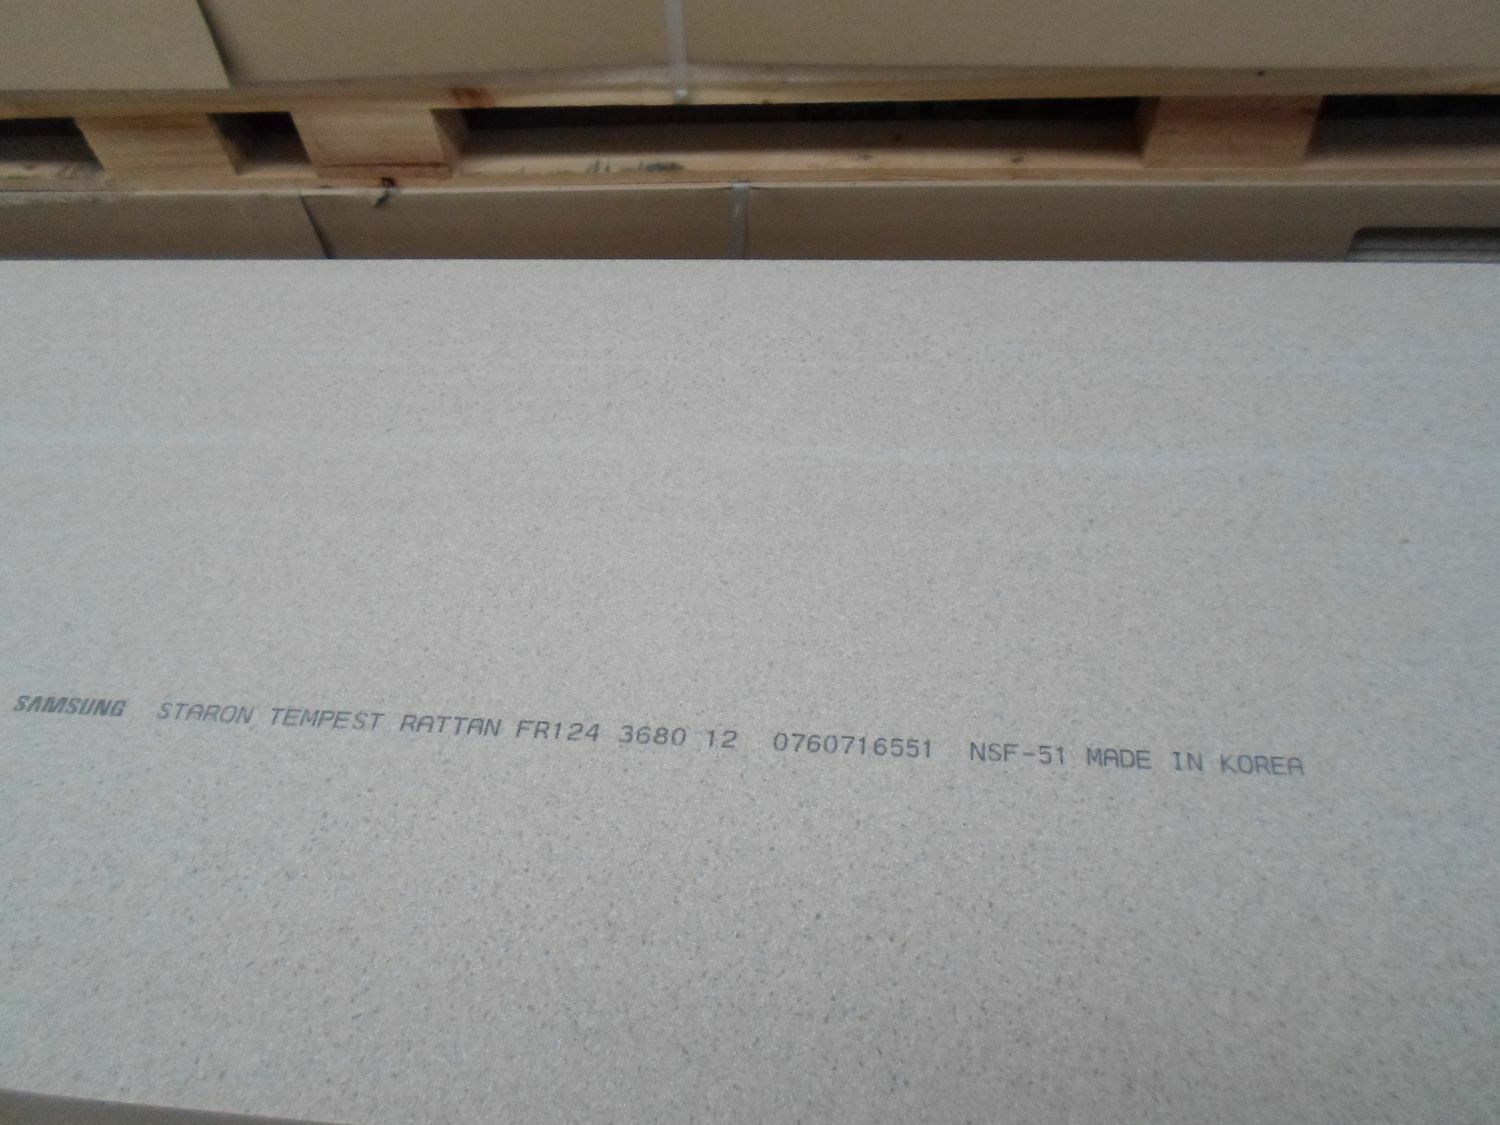 SAMSUNG STARON TEMPEST RATTAN FR124 3680 12 0760716551 NSF-51 MADE IN KOREA